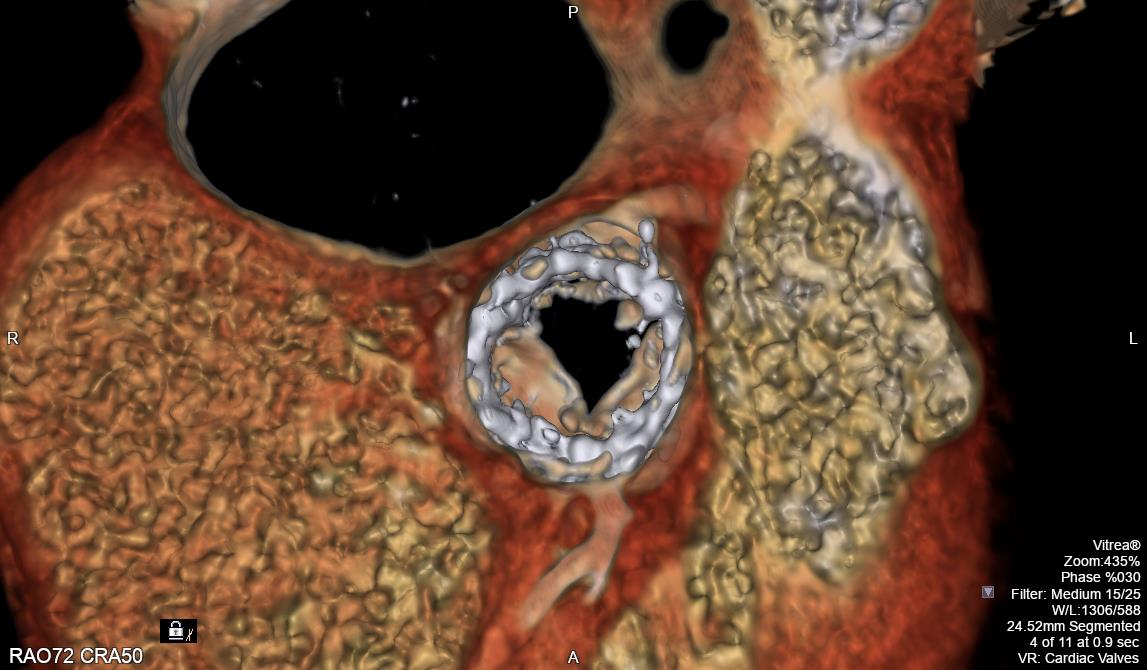 P
R
L
Vitrea®
Zoom:435%
Phase %030
Filter: Medium 15/25
W/L:1306/588
24.52mm Segmented
4 of 11 at 0.9 sec
VR: Cardiac Valves
RAO72 CRA50
A